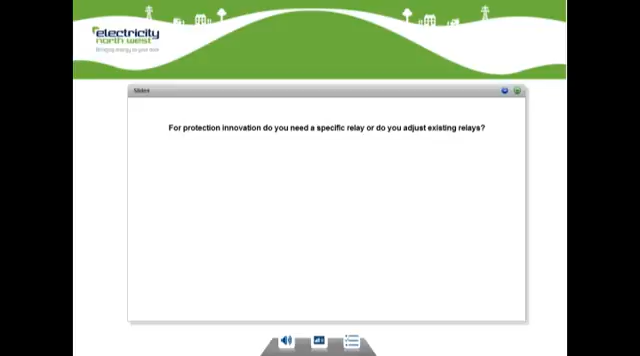 electricity
north west
Bringing energy to your door
Slides
For protection innovation do you need a specific relay or do you adjust existing relays?